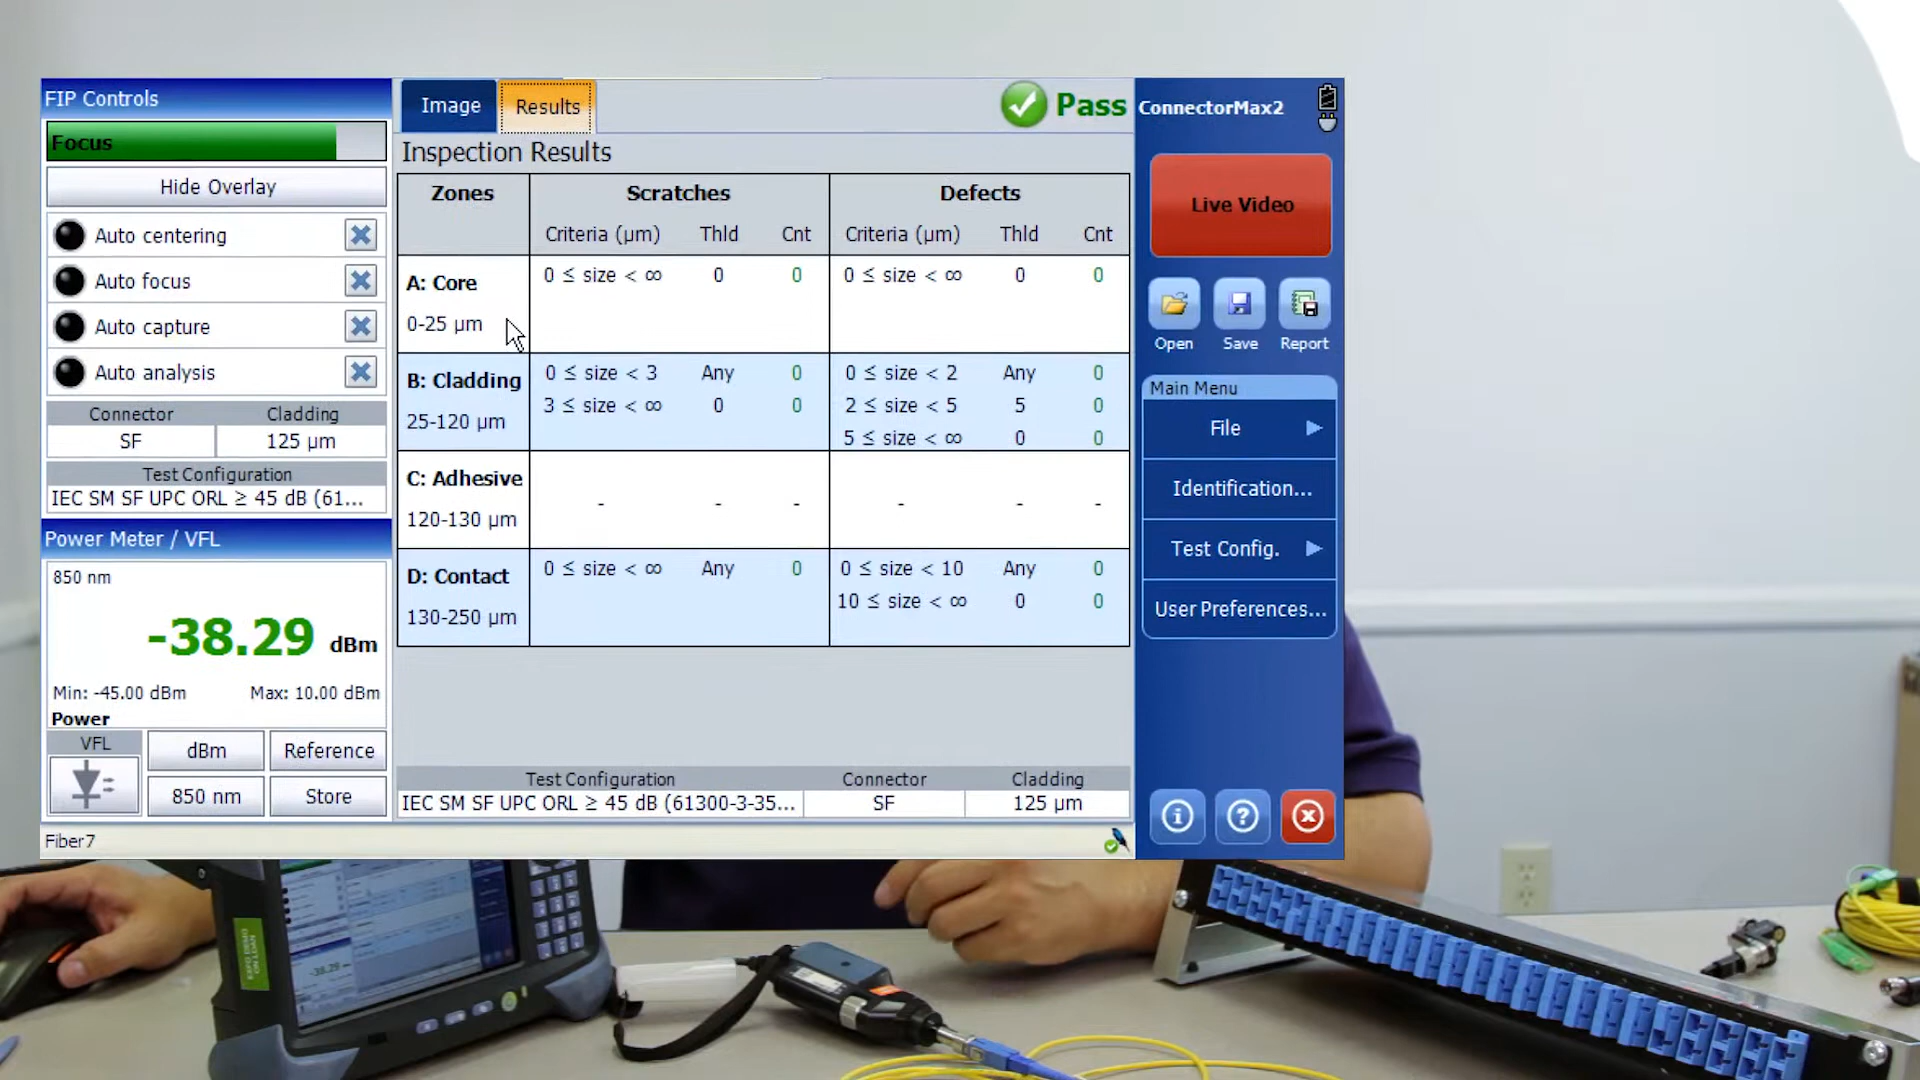 FIP Controls
Focus
Hide Overlay
Auto centering
Auto focus
Auto capture
Auto analysis
Connector Cladding
SF 125 µm
Test Configuration
IEC SM SF UPC ORL ≥ 45 dB (61...
Power Meter / VFL
850 nm
-38.29 dBm
Min: -45.00 dBm Max: 10.00 dBm
Power
VFL
dBm Reference
850 nm Store
Fiber7
Image Results
Pass
Inspection Results
Zones Scratches Defects
Criteria (µm) Thld Cnt Criteria (µm) Thld Cnt
A: Core 0 ≤ size < ∞ 0 0 0 ≤ size < ∞ 0 0
0-25 µm
B: Cladding 0 ≤ size < 3 Any 0 0 ≤ size < 2 Any 0
3 ≤ size < ∞ 0 0 2 ≤ size < 5 5 0
25-120 µm 5 ≤ size < ∞ 0 0
C: Adhesive
- - - - - -
120-130 µm
D: Contact 0 ≤ size < ∞ Any 0 0 ≤ size < 10 Any 0
10 ≤ size < ∞ 0 0
130-250 µm
Test Configuration Connector Cladding
IEC SM SF UPC ORL ≥ 45 dB (61300-3-35... SF 125 µm
ConnectorMax2
Live Video
Open Save Report
Main Menu
File
Identification...
Test Config.
User Preferences...
-38.29